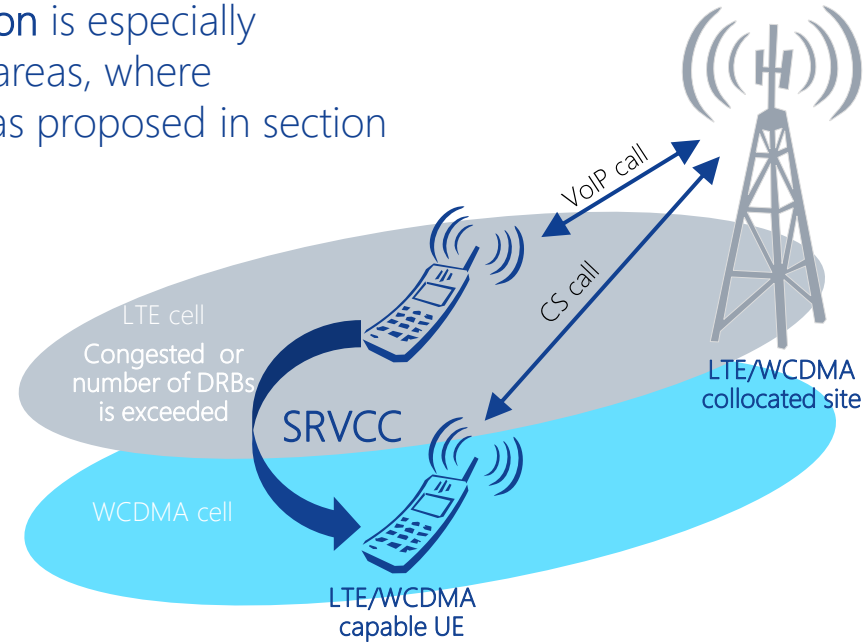 on is especially
areas, where
as proposed in section
VoIP call
CS call
LTE cell
Congested or
number of DRBs
is exceeded
SRVCC
LTE/WCDMA
collocated site
WCDMA cell
LTE/WCDMA
capable UE